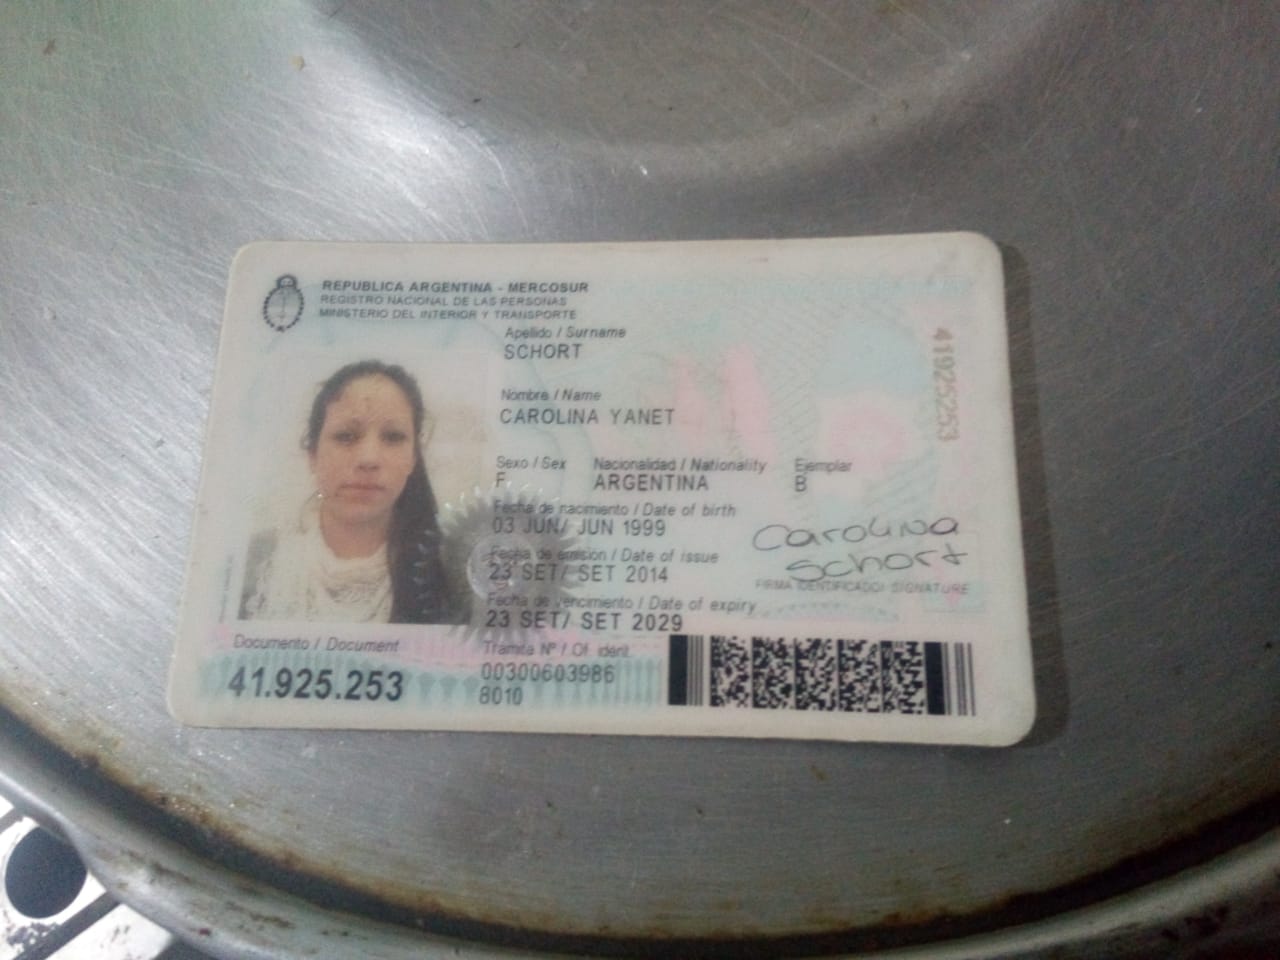 REPUBLICA ARGENTINA - MERCOSUR
REGISTRO NACIONAL DE LAS PERSONAS
MINISTERIO DEL INTERIOR Y TRANSPORTE
Apellido / Surname
SCHORT
Nombre / Name
CAROLINA YANET
Sexo / Sex Nacionalidad / Nationality Ejemplar
F ARGENTINA B
Fecha de nacimiento / Date of birth
03 JUN/ JUN 1999
Fecha de emisión / Date of issue
23 SET/ SET 2014
Fecha de vencimiento / Date of expiry
23 SET/ SET 2029
Carolina
Schort
FIRMA IDENTIFICADO/ SIGNATURE
Documento / Document
41.925.253
Tramite Nº / Of. ident.
00300603986
8010
41925253